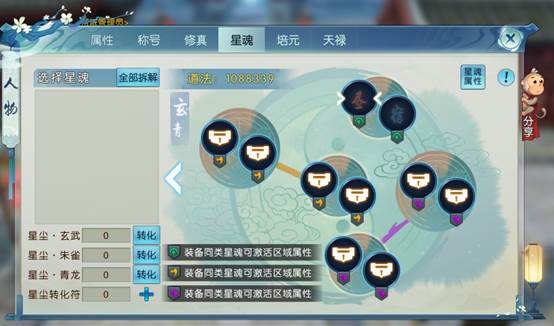 管理员>
属性 称号 修真 星魂 培元 天禄
人物
选择星魂 全部拆解
道法: 1088339
星魂属性
!
分享
玄青
星尘·玄武 0 转化
星尘·朱雀 0 转化
星尘·青龙 0 转化
星尘转化符 0
装备同类星魂可激活区域属性
装备同类星魂可激活区域属性
装备同类星魂可激活区域属性